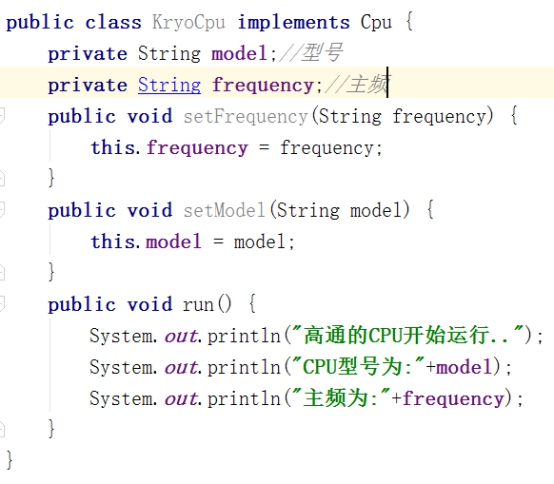 public class KryoCpu implements Cpu {
    private String model;//型号
    private String frequency;//主频
    public void setFrequency(String frequency) {
        this.frequency = frequency;
    }
    public void setModel(String model) {
        this.model = model;
    }
    public void run() {
        System.out.println("高通的CPU开始运行..");
        System.out.println("CPU型号为:"+model);
        System.out.println("主频为:"+frequency);
    }
}